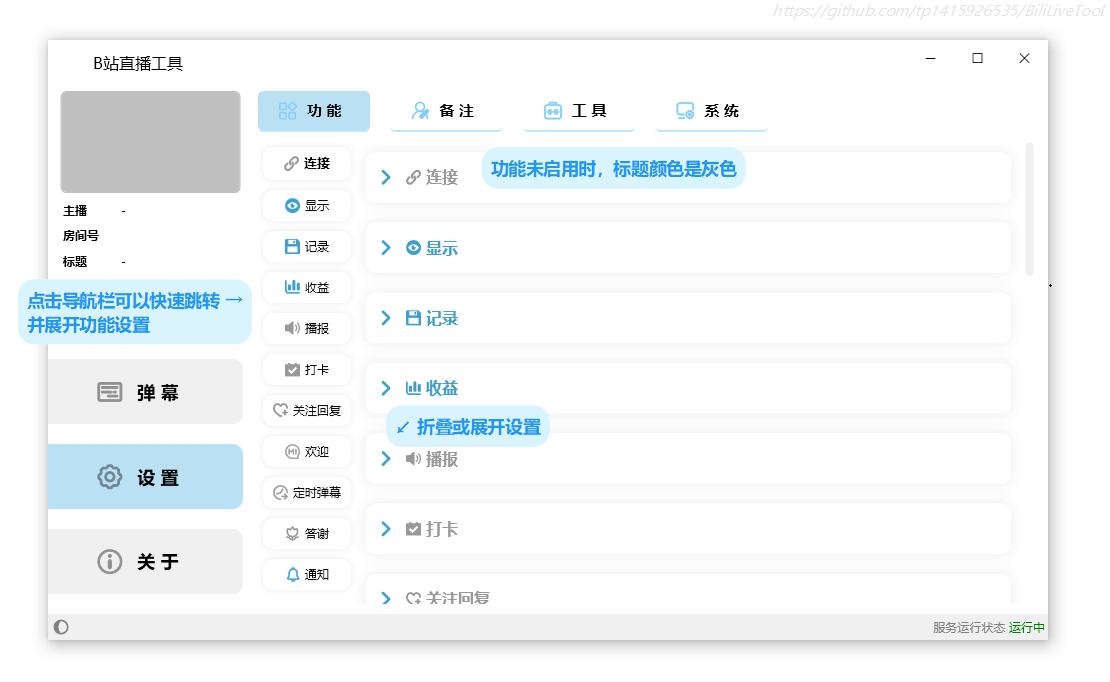 https://github.com/tp1415926535/BiliLiveTool
B站直播工具
功能
备注
工具
系统
主播 -
房间号
标题 -
点击导航栏可以快速跳转 →
并展开功能设置
弹幕
设置
关于
连接
显示
记录
收益
播报
打卡
关注回复
欢迎
定时弹幕
答谢
通知
连接
功能未启用时，标题颜色是灰色
显示
记录
收益
↙ 折叠或展开设置
播报
打卡
关注回复
服务运行状态 运行中